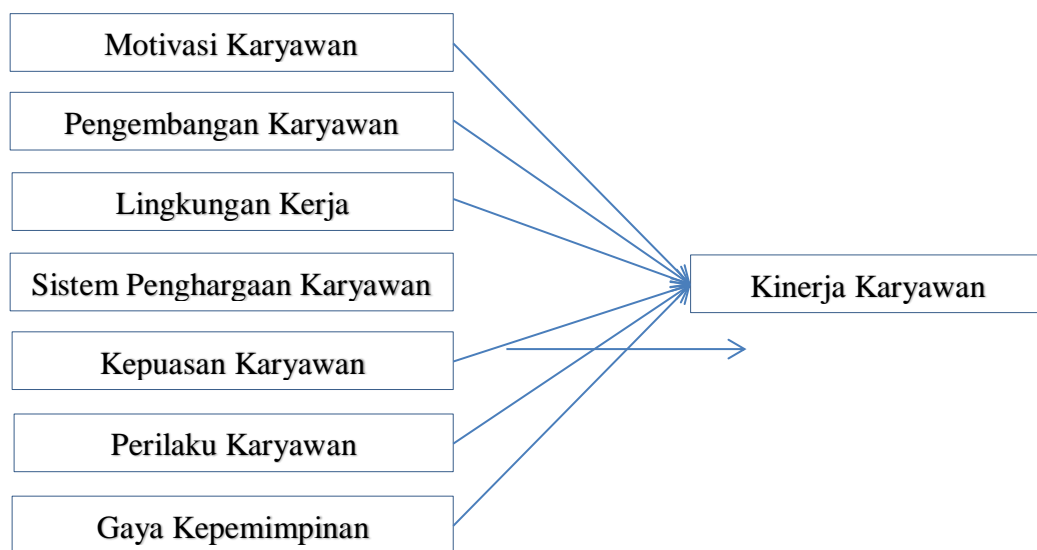 Motivasi Karyawan
Pengembangan Karyawan
Lingkungan Kerja
Sistem Penghargaan Karyawan
Kinerja Karyawan
Kepuasan Karyawan
Perilaku Karyawan
Gaya Kepemimpinan